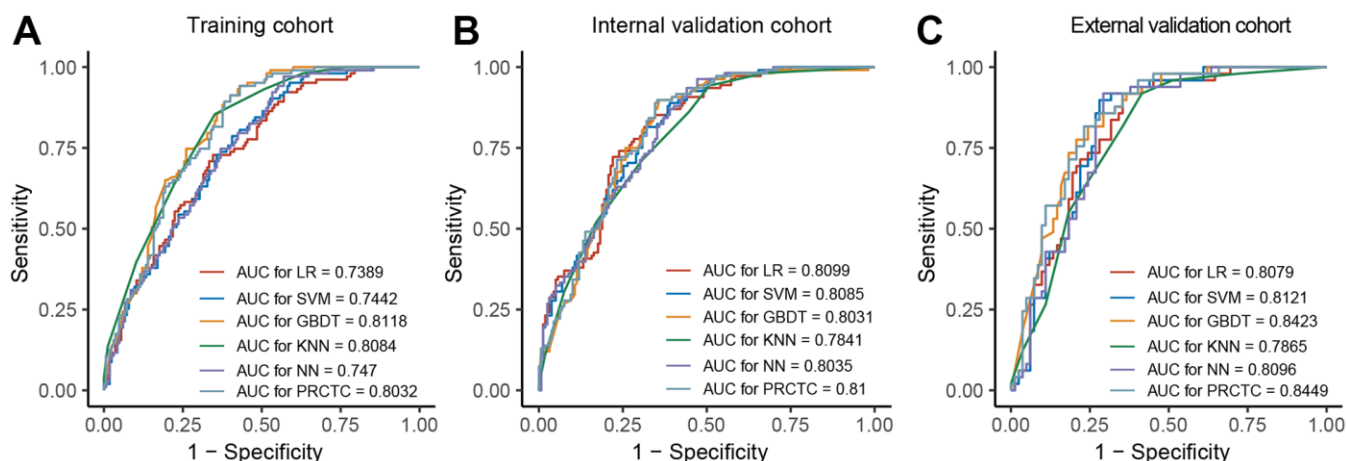 A
Training cohort
Sensitivity
1.00
0.75
0.50
0.25
0.00
AUC for LR = 0.7389
AUC for SVM = 0.7442
AUC for GBDT = 0.8118
AUC for KNN = 0.8084
AUC for NN = 0.747
AUC for PRCTC = 0.8032
0.00 0.25 0.50 0.75 1.00
1 − Specificity
B
Internal validation cohort
Sensitivity
1.00
0.75
0.50
0.25
0.00
AUC for LR = 0.8099
AUC for SVM = 0.8085
AUC for GBDT = 0.8031
AUC for KNN = 0.7841
AUC for NN = 0.8035
AUC for PRCTC = 0.81
0.00 0.25 0.50 0.75 1.00
1 − Specificity
C
External validation cohort
Sensitivity
1.00
0.75
0.50
0.25
0.00
AUC for LR = 0.8079
AUC for SVM = 0.8121
AUC for GBDT = 0.8423
AUC for KNN = 0.7865
AUC for NN = 0.8096
AUC for PRCTC = 0.8449
0.00 0.25 0.50 0.75 1.00
1 − Specificity